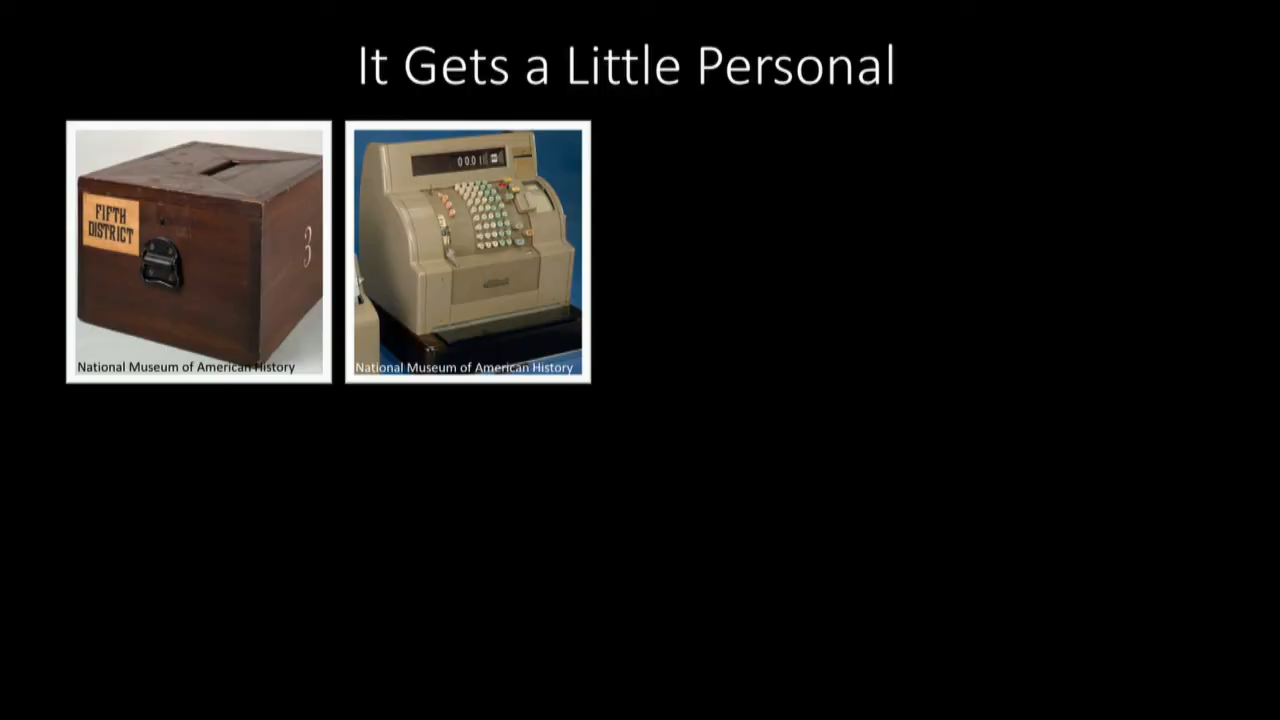 It Gets a Little Personal
FIFTH
DISTRICT
3
National Museum of American History
0001
National Museum of American History